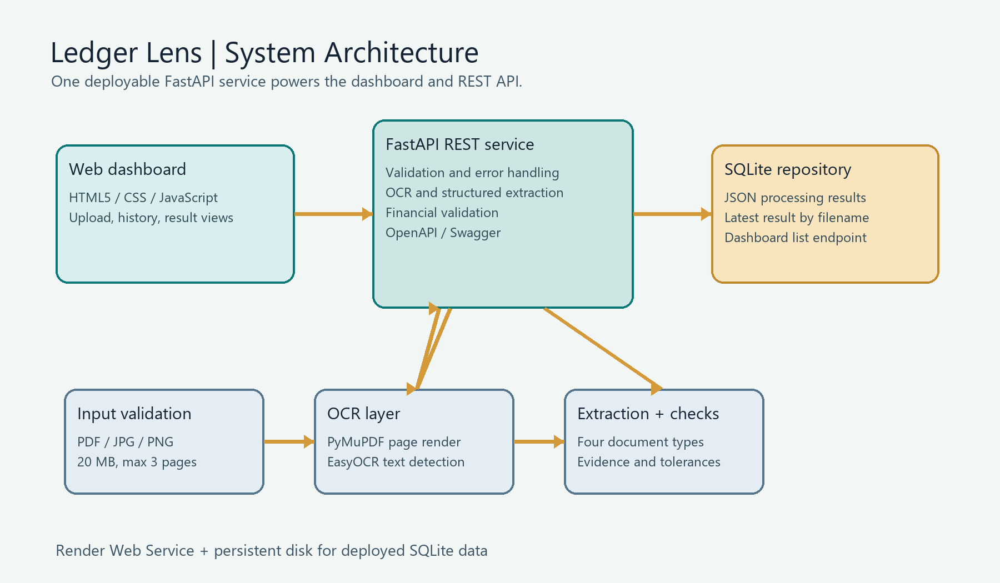 Ledger Lens | System Architecture
One deployable FastAPI service powers the dashboard and REST API.
Web dashboard
HTML5 / CSS / JavaScript
Upload, history, result views
FastAPI REST service
Validation and error handling
OCR and structured extraction
Financial validation
OpenAPI / Swagger
SQLite repository
JSON processing results
Latest result by filename
Dashboard list endpoint
Input validation
PDF / JPG / PNG
20 MB, max 3 pages
OCR layer
PyMuPDF page render
EasyOCR text detection
Extraction + checks
Four document types
Evidence and tolerances
Render Web Service + persistent disk for deployed SQLite data